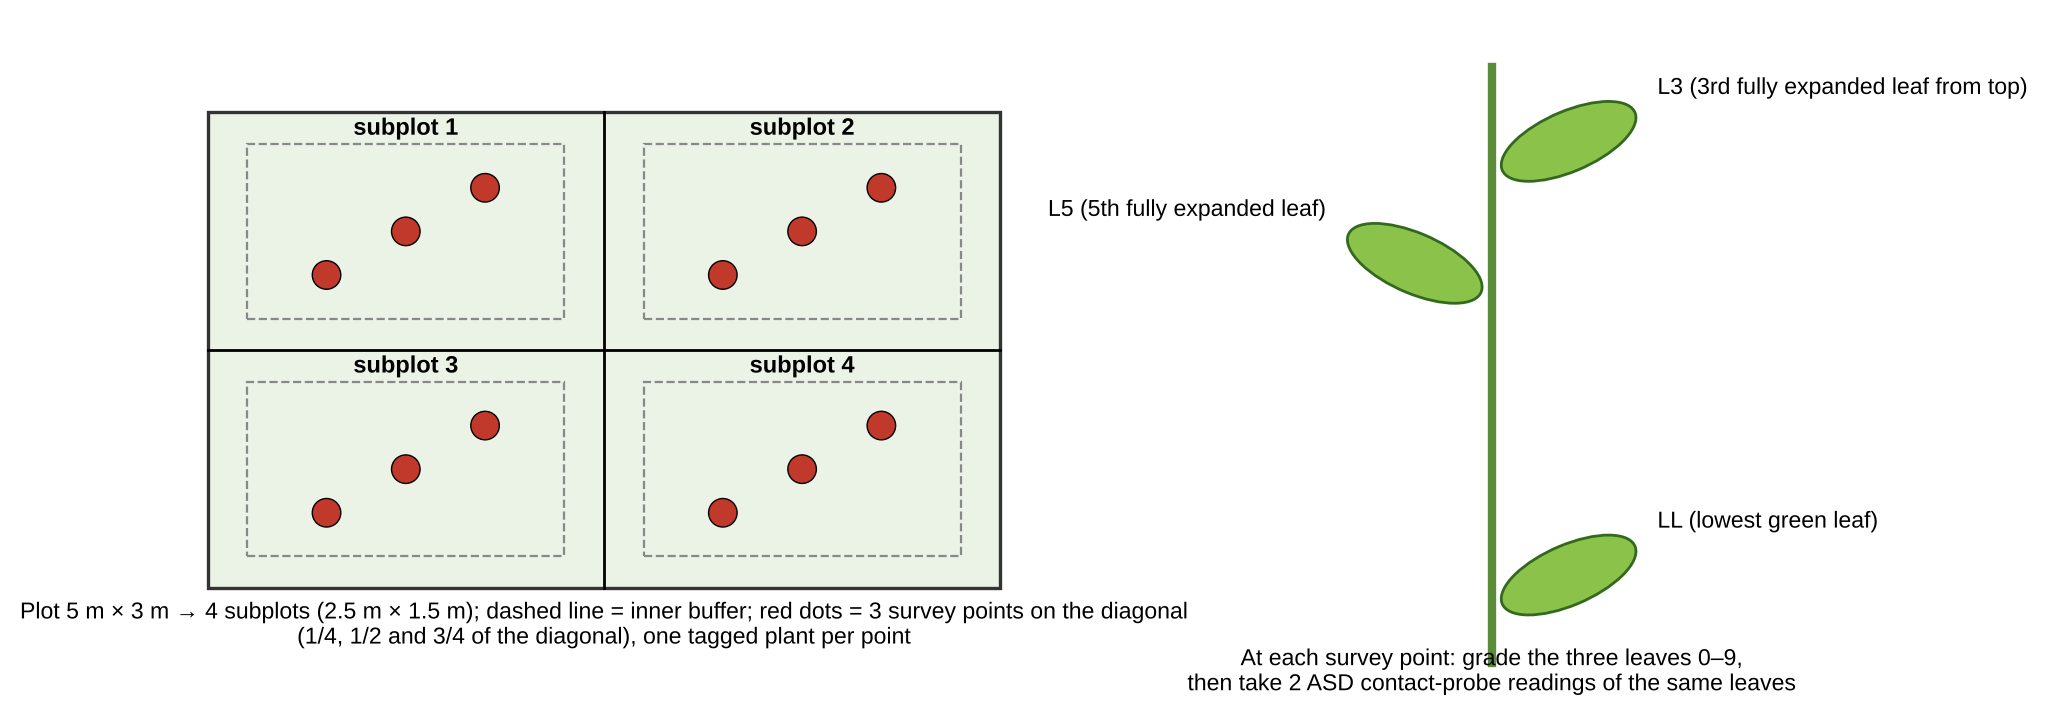 subplot 1
subplot 2
subplot 3
subplot 4
Plot 5 m × 3 m → 4 subplots (2.5 m × 1.5 m); dashed line = inner buffer; red dots = 3 survey points on the diagonal
(1/4, 1/2 and 3/4 of the diagonal), one tagged plant per point
L3 (3rd fully expanded leaf from top)
L5 (5th fully expanded leaf)
LL (lowest green leaf)
At each survey point: grade the three leaves 0–9,
then take 2 ASD contact-probe readings of the same leaves